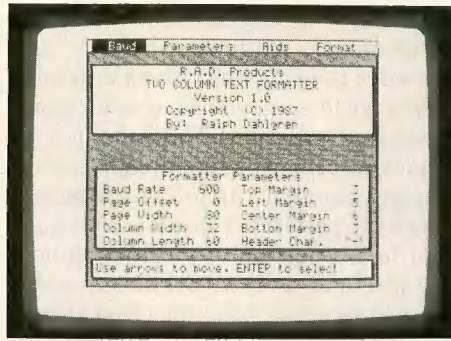 Baud Parameters Aids Format
R.A.D. Products
TWO COLUMN TEXT FORMATTER
Version 1.0
Copyright (C) 1987
By: Ralph Dahlgren
Formatter Parameters
Baud Rate 600 Top Margin 3
Page Offset 0 Left Margin 5
Page Width 80 Center Margin 6
Column Width 32 Bottom Margin 3
Column Length 60 Header Char.
Use arrows to move, ENTER to select